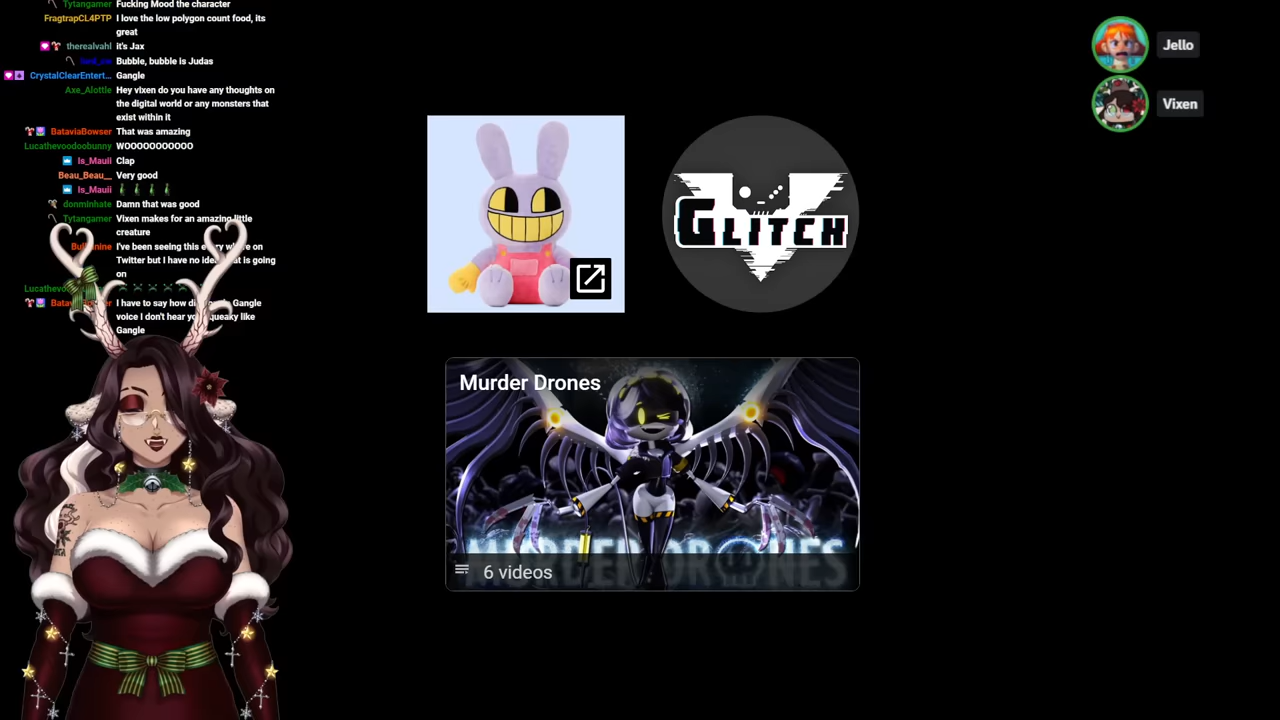 Tytangamer Fucking Mood the character
FragtrapCL4PTP I love the low polygon count food, its
great
therealvahl it's Jax
Bubble, bubble is Judas
CrystalClearEntert... Gangle
Axe_Alottle Hey vixen do you have any thoughts on
the digital world or any monsters that
exist within it
BataviaBowser That was amazing
Lucathevoodoobunny WOOOOOOOOOO
Is_Mauii Clap
Beau_Beau__ Very good
Is_Mauii
donminhate Damn that was good
Tytangamer Vixen makes for an amazing little
creature
I've been seeing this
on
Twitter but I have no
is going
on
I have to say how
Gangle
voice I don't hear
like
Gangle
Jello
Vixen
GLITCH
Murder Drones
MURDER DRONES
6 videos